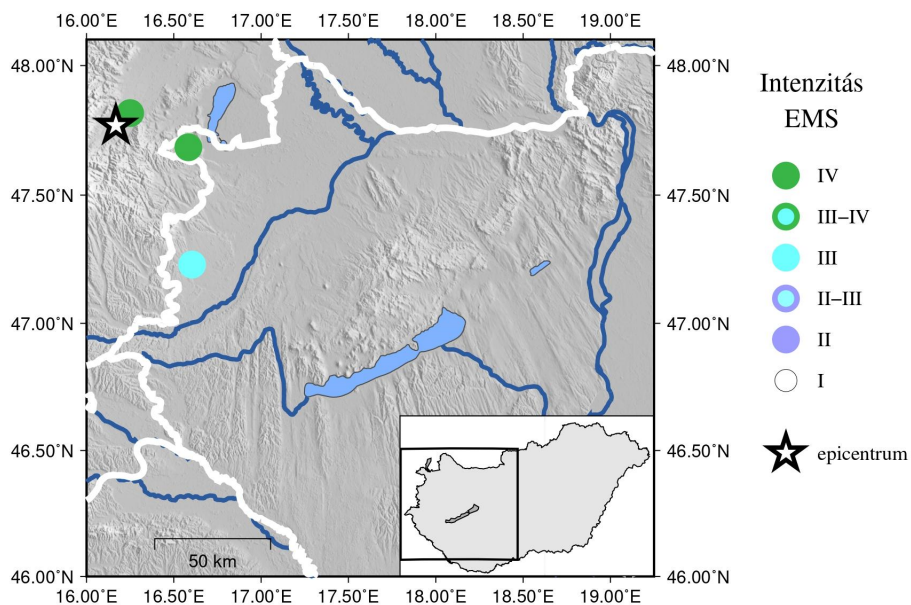 16.00˚E 16.50˚E 17.00˚E 17.50˚E 18.00˚E 18.50˚E 19.00˚E
48.00˚N 48.00˚N
47.50˚N 47.50˚N
47.00˚N 47.00˚N
46.50˚N 46.50˚N
46.00˚N 46.00˚N
50 km
16.00˚E 16.50˚E 17.00˚E 17.50˚E 18.00˚E 18.50˚E 19.00˚E
Intenzitás
EMS
IV
III–IV
III
II–III
II
I
epicentrum